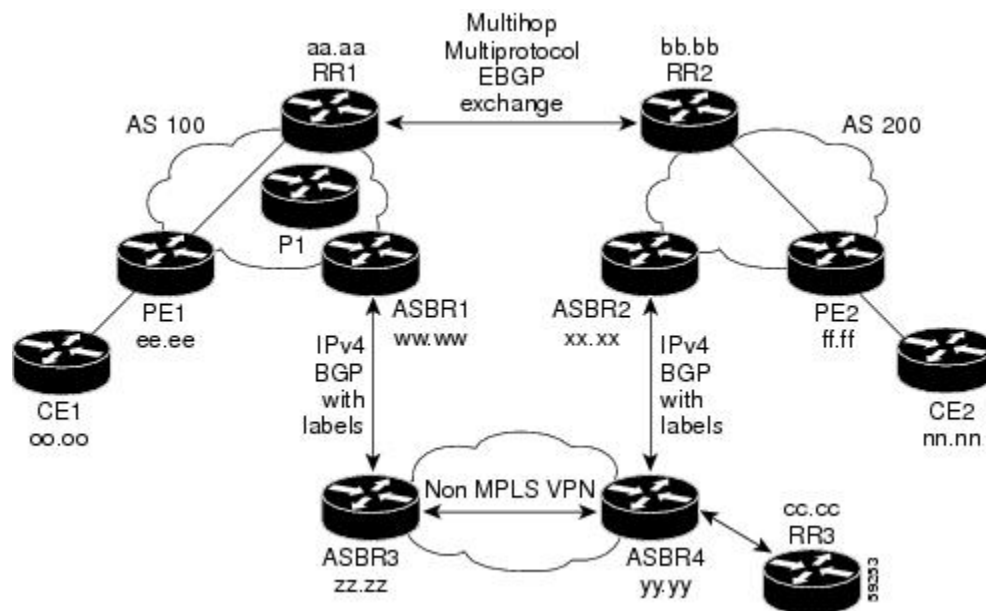 Multihop
Multiprotocol
EBGP
exchange
aa.aa
RR1
bb.bb
RR2
AS 100
AS 200
P1
PE1
ee.ee
ASBR1
ww.ww
ASBR2
xx.xx
PE2
ff.ff
CE1
oo.oo
IPv4
BGP
with
labels
IPv4
BGP
with
labels
CE2
nn.nn
Non MPLS VPN
ASBR3
zz.zz
ASBR4
yy.yy
cc.cc
RR3
59253